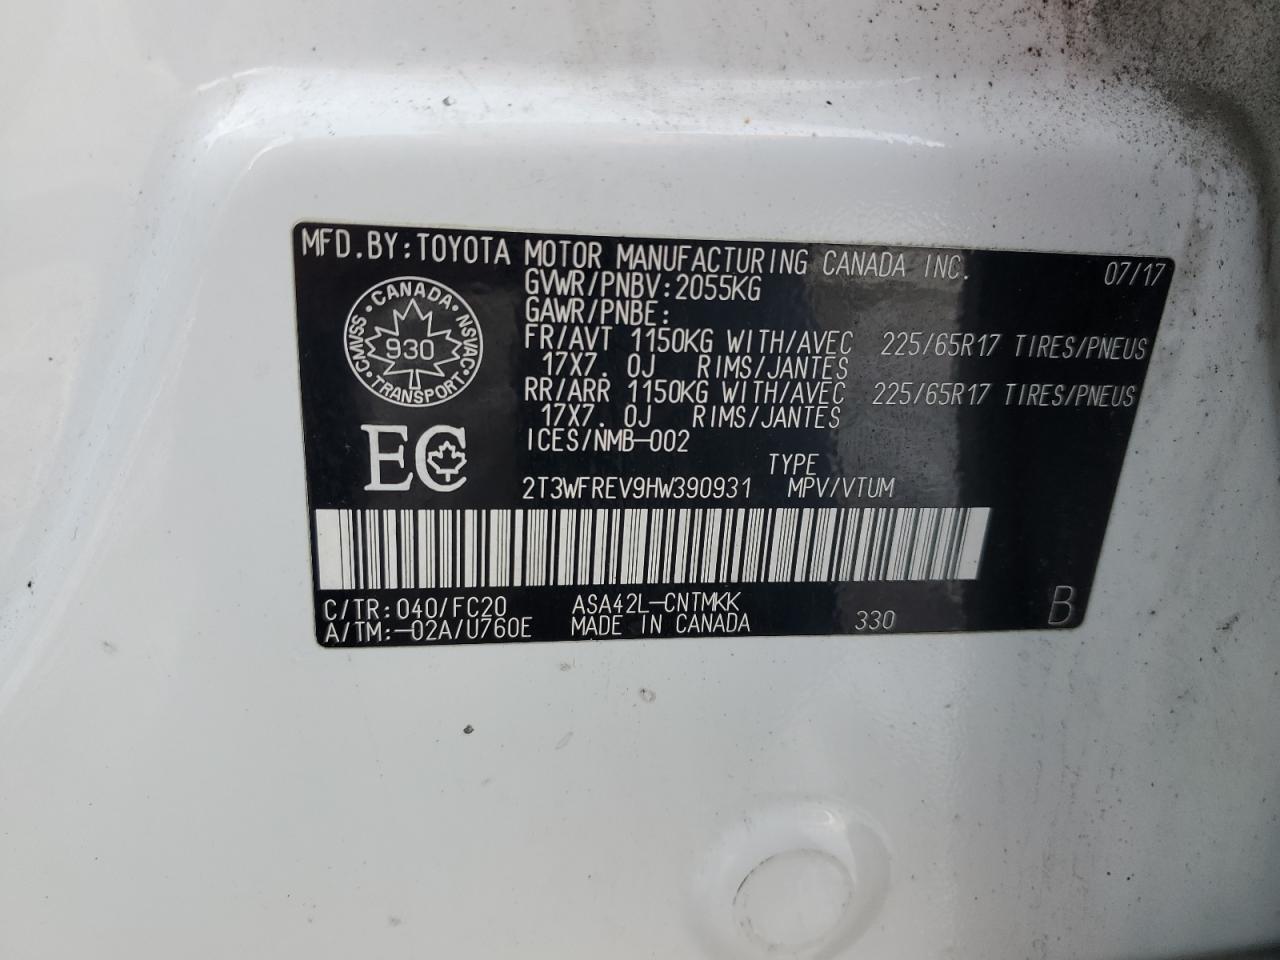 MFD.BY:TOYOTA MOTOR MANUFACTURING CANADA INC. 07/17
GVWR/PNBV:2055KG
GAWR/PNBE:
FR/AVT 1150KG WITH/AVEC 225/65R17 TIRES/PNEUS
17X7. 0J RIMS/JANTES
RR/ARR 1150KG WITH/AVEC 225/65R17 TIRES/PNEUS
17X7. 0J RIMS/JANTES
ICES/NMB-002
CANADA
CMVSS 930 NSVAC
TRANSPORT
EC
TYPE
2T3WFREV9HW390931 MPV/VTUM
C/TR:040/FC20 ASA42L-CNTMKK
A/TM:-02A/U760E MADE IN CANADA 330 B